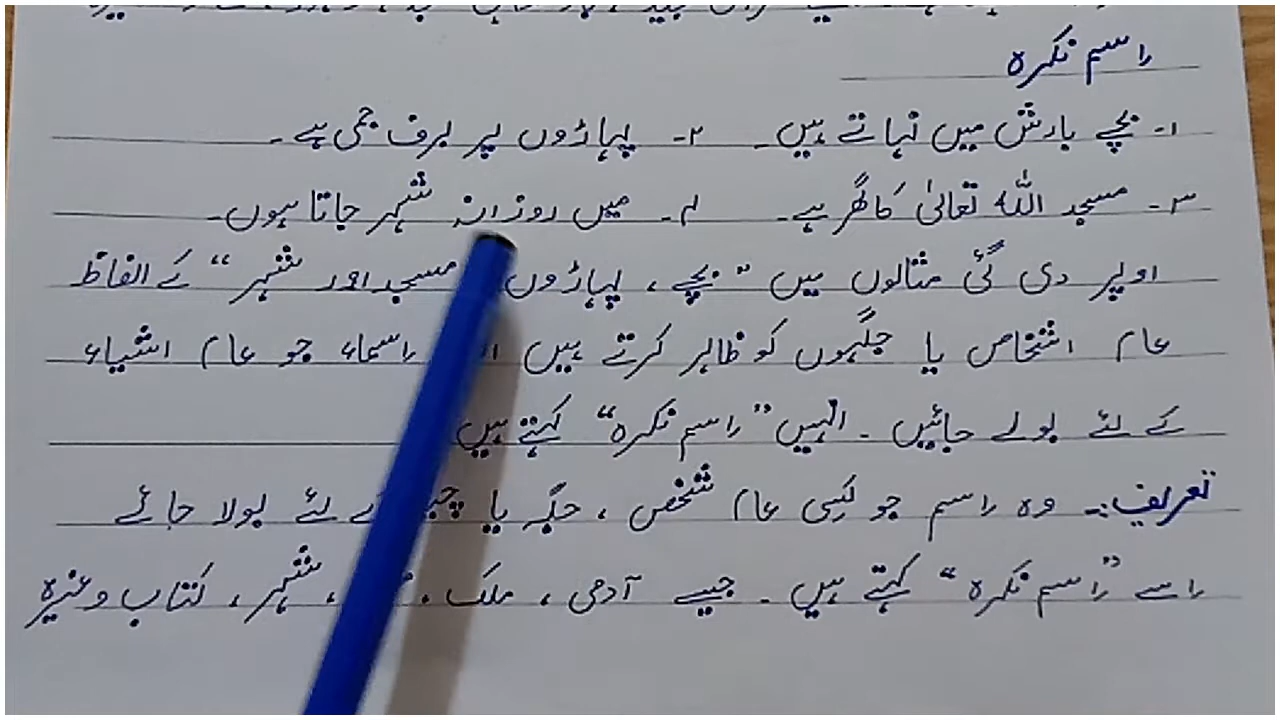 اسم نکرہ
۱۔ بچے بارش میں نہاتے ہیں۔ ۲۔ پہاڑوں پر برف جمی ہے۔
۳۔ مسجد اللہ تعالیٰ کا گھر ہے۔ ۴۔ میں روزانہ شہر جاتا ہوں۔
اوپر دی گئی مثالوں میں "بچے، پہاڑوں مسجد اور شہر" کے الفاظ
عام اشخاص یا جگہوں کو ظاہر کرتے ہیں اسماء جو عام اشیاء
کے لئے بولے جائیں۔ انہیں "اسم نکرہ" کہتے ہیں
تعریف:۔ وہ اسم جو کسی عام شخص، جگہ یا لئے بولا جائے
اسے "اسم نکرہ" کہتے ہیں۔ جیسے آدمی، ملک، شہر، کتاب وغیرہ